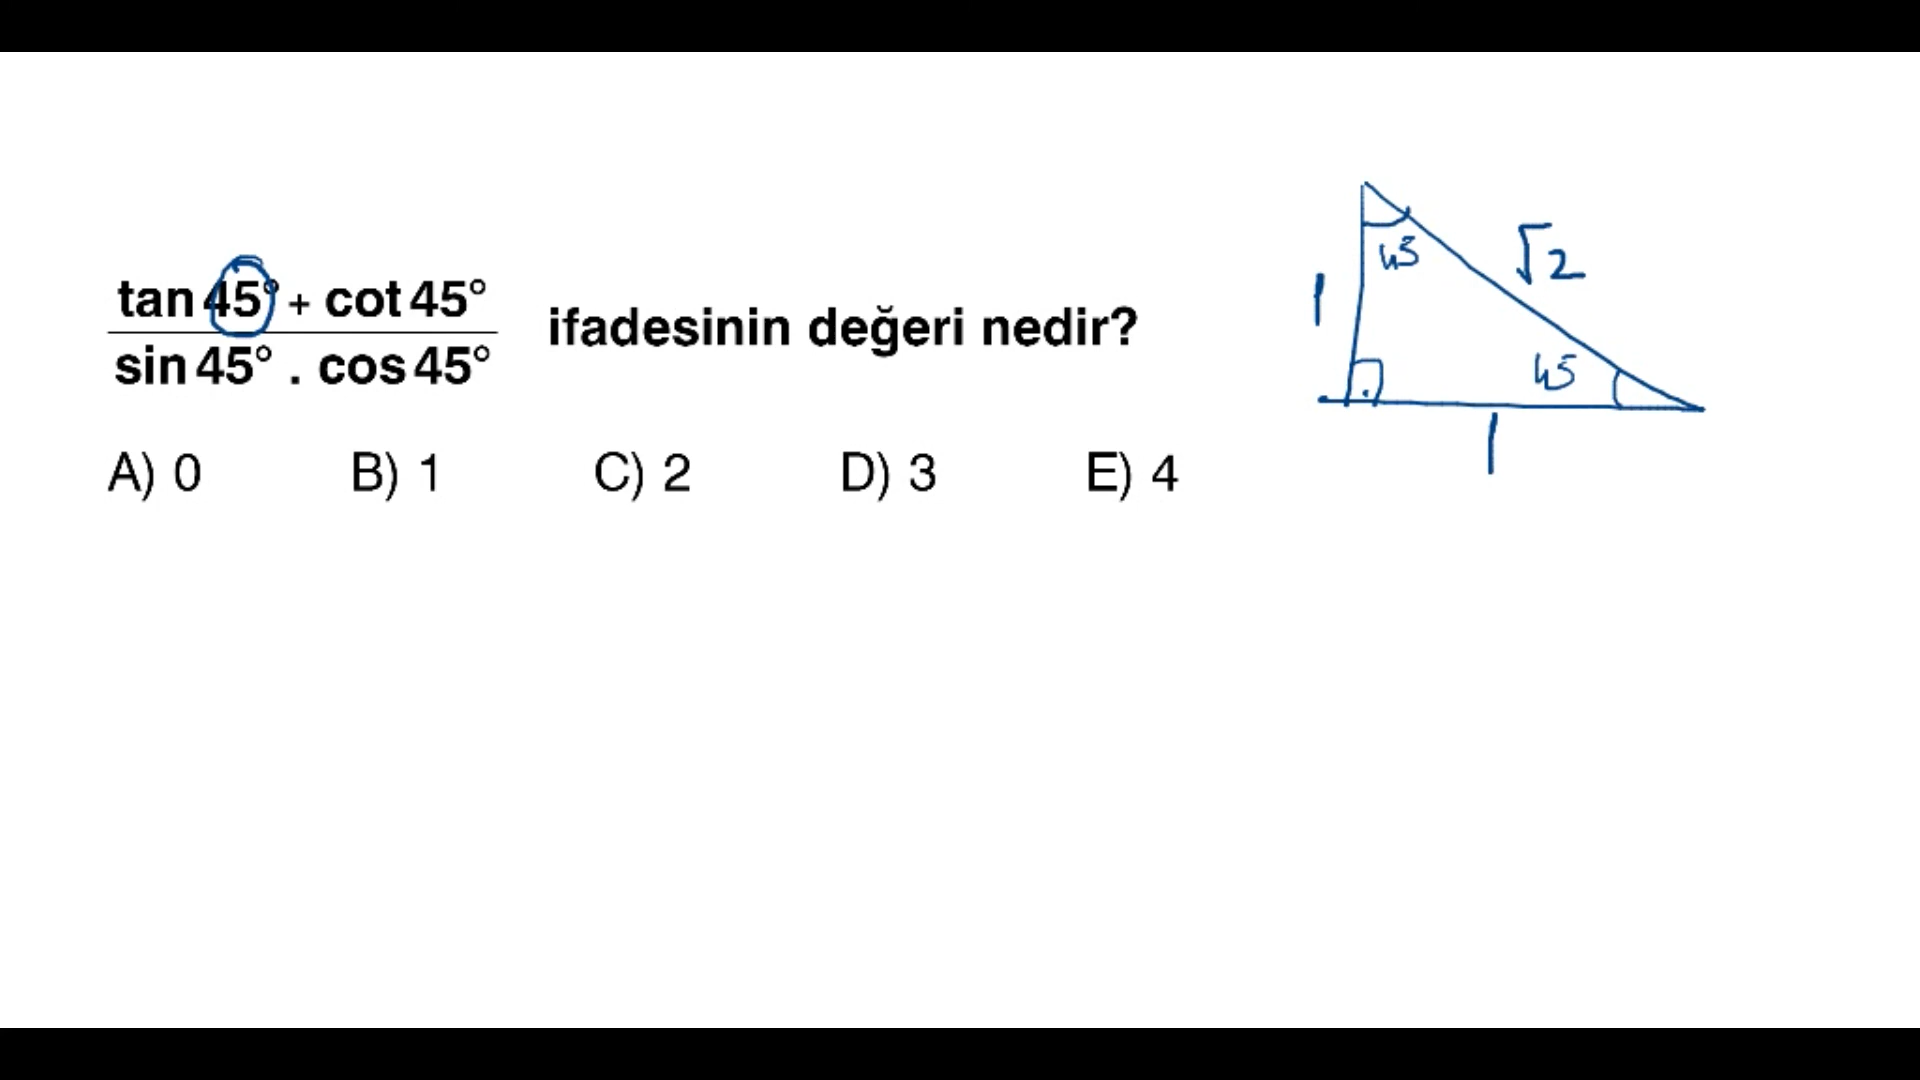 tan 45° + cot 45°
sin 45° . cos 45°
ifadesinin değeri nedir?
A) 0 B) 1 C) 2 D) 3 E) 4
45
√2
1
45
1